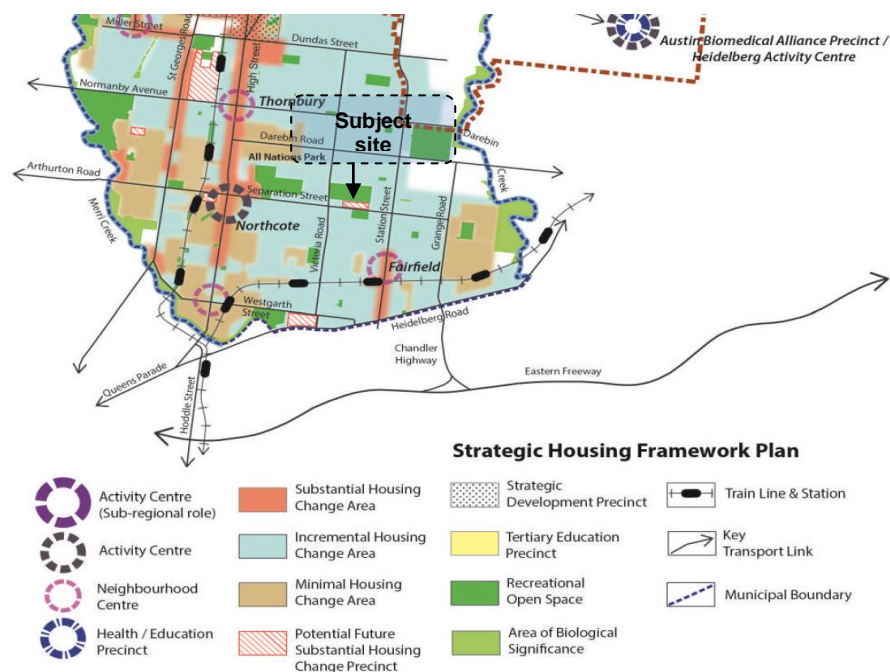 Miller Street
St Georges Road
High Street
Dundas Street
Austin Biomedical Alliance Precinct /
Heidelberg Activity Centre
Normanby Avenue
Thornbury
Subject
site
Darebin Road
Darebin
All Nations Park
Arthurton Road
Separation Street
Creek
Merri Creek
Northcote
Victoria Road
Station Street
Grange Road
Fairfield
Westgarth
Street
Heidelberg Road
Chandler
Highway
Queens Parade
Eastern Freeway
Hoddle Street
Strategic Housing Framework Plan
Activity Centre
(Sub-regional role)
Substantial Housing
Change Area
Strategic
Development Precinct
Train Line & Station
Activity Centre
Incremental Housing
Change Area
Tertiary Education
Precinct
Key
Transport Link
Neighbourhood
Centre
Minimal Housing
Change Area
Recreational
Open Space
Municipal Boundary
Health / Education
Precinct
Potential Future
Substantial Housing
Change Precinct
Area of Biological
Significance